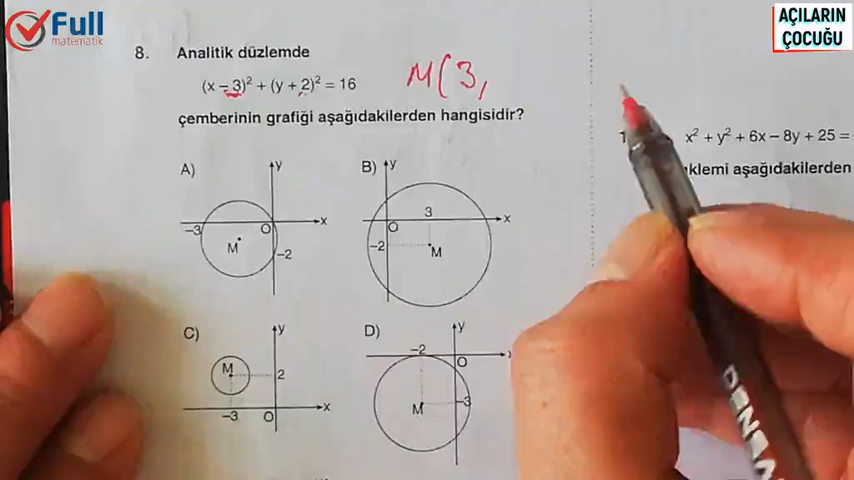 Full
matematik
AÇILARIN
ÇOCUĞU
8. Analitik düzlemde
(x – 3)² + (y + 2)² = 16
M(3,
çemberinin grafiği aşağıdakilerden hangisidir?
A)
y
x
–3
O
M
–2
B)
y
3
x
O
–2
M
C)
y
M
2
–3
O
x
D)
y
–2
O
M
–3
x² + y² + 6x – 8y + 25 =
aşağıdakilerden
DENS